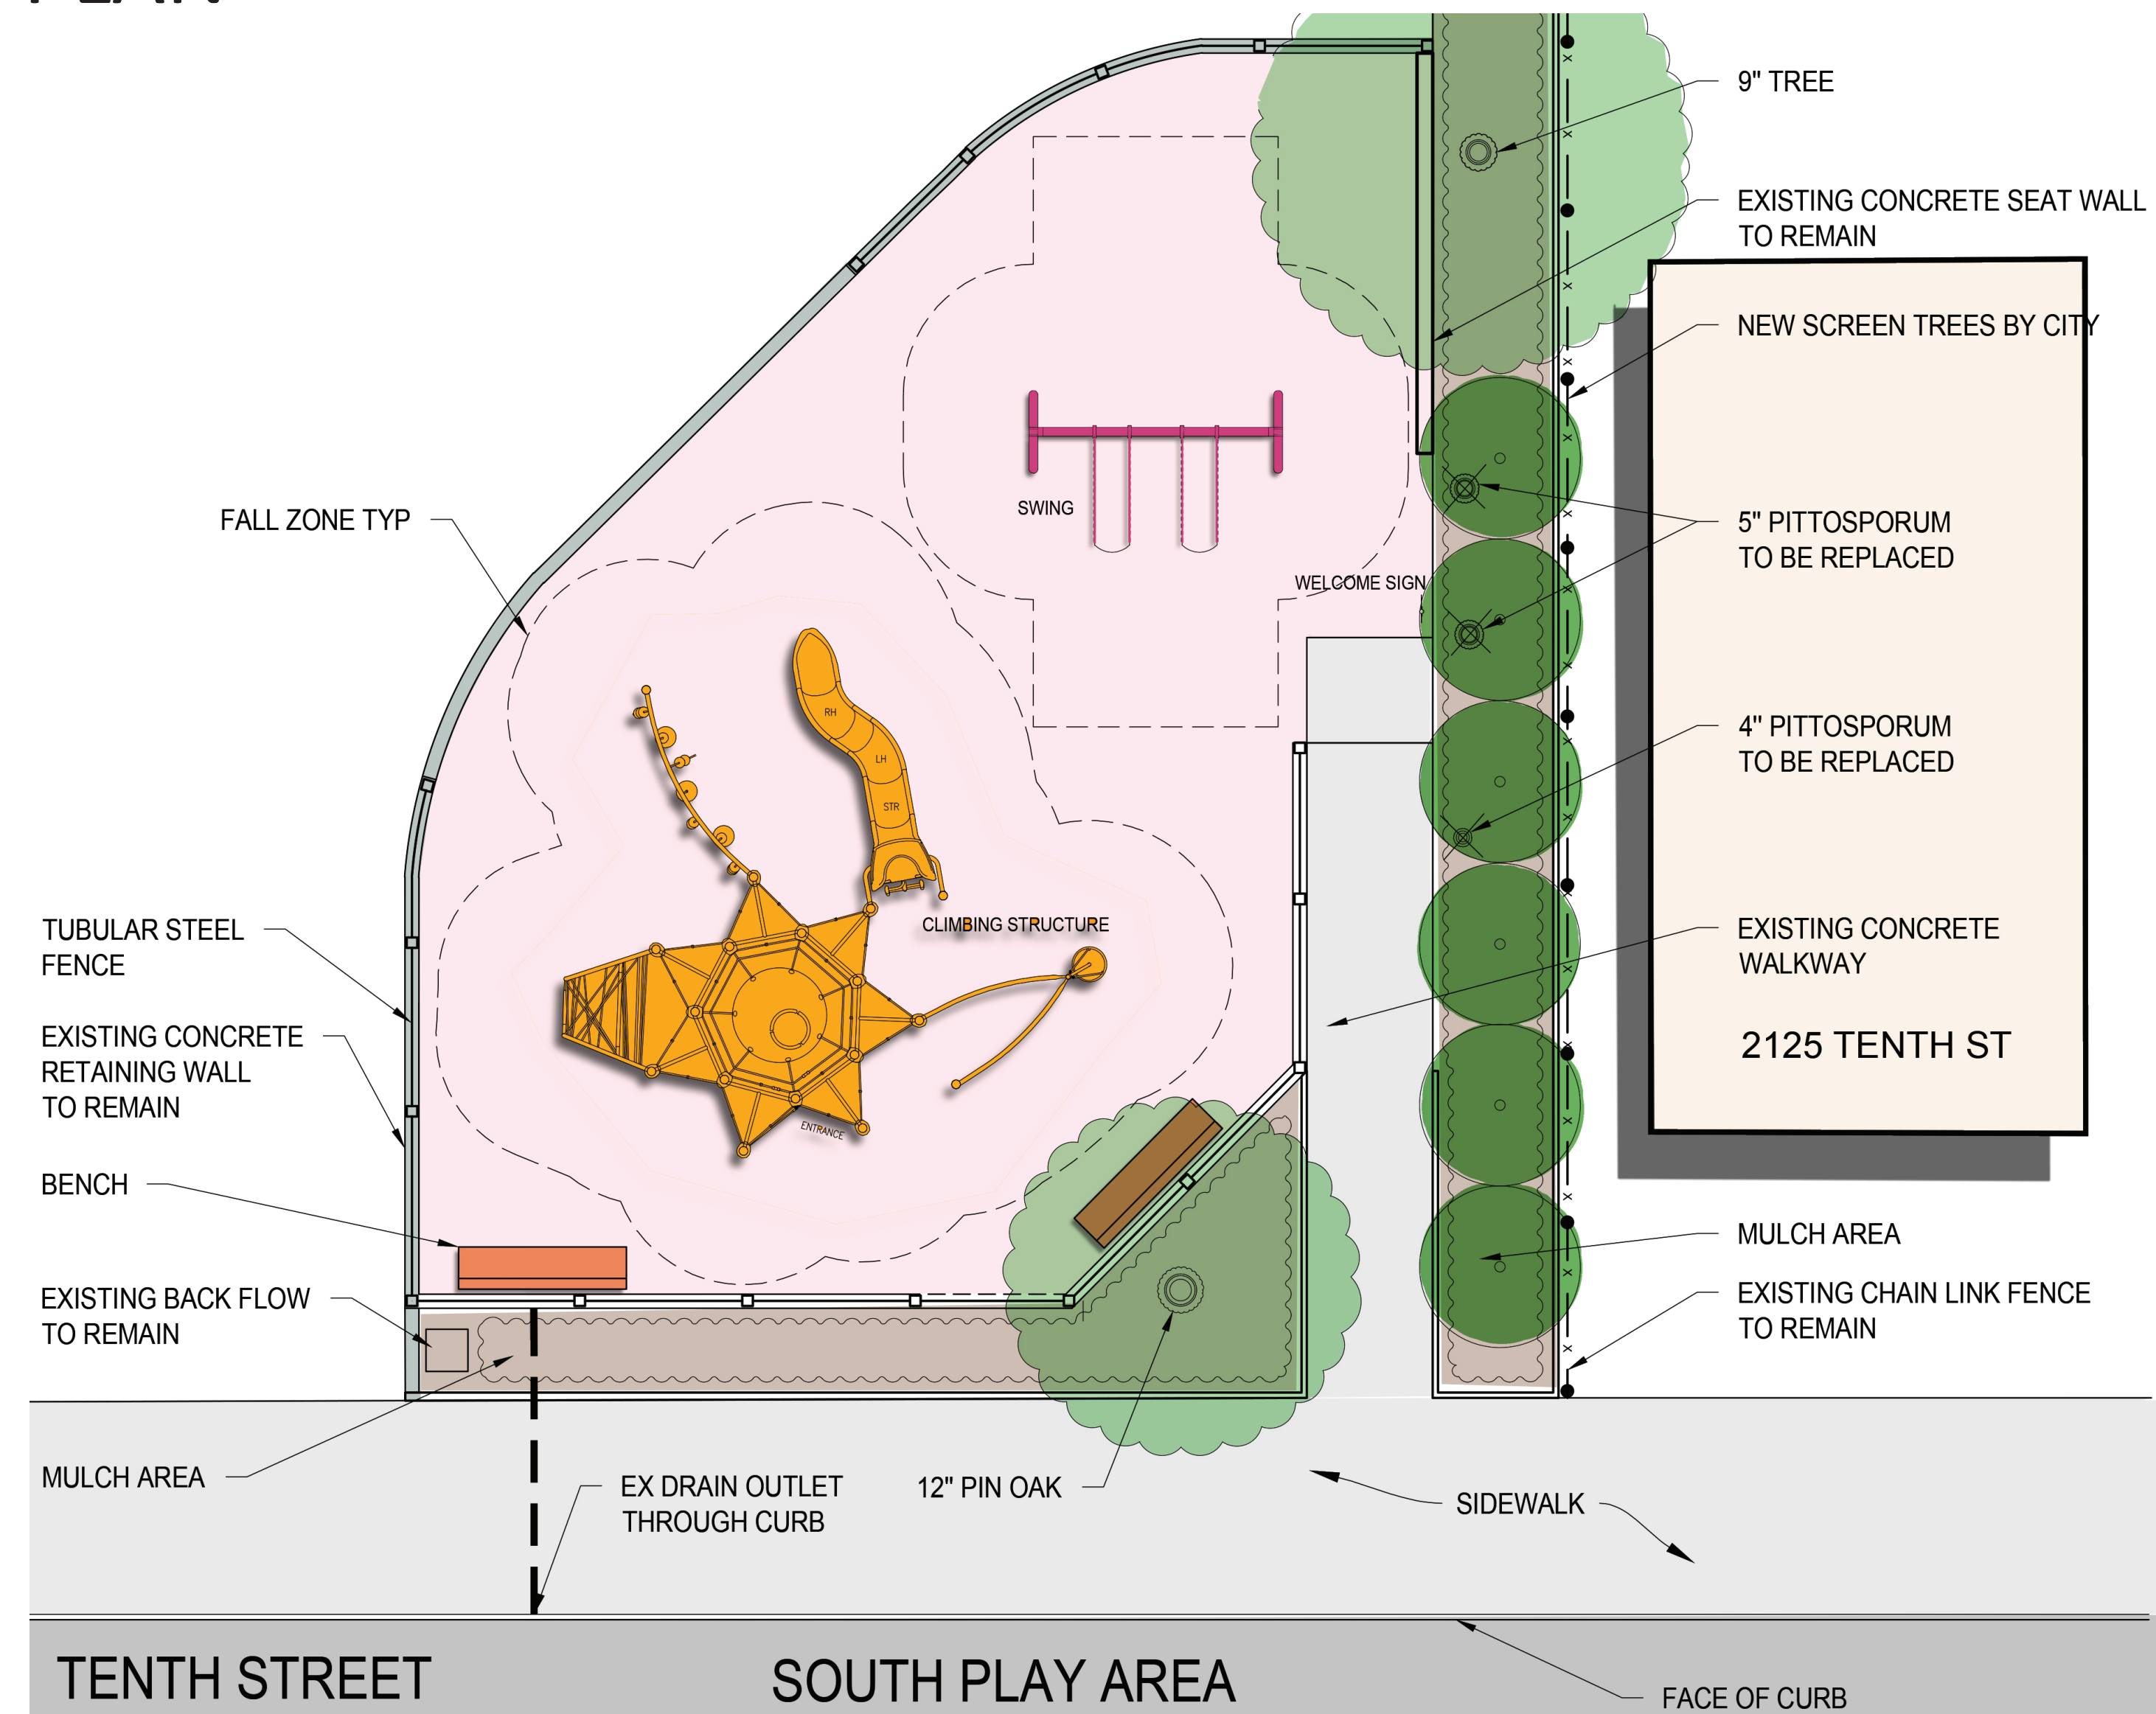 9" TREE
EXISTING CONCRETE SEAT WALL
TO REMAIN
NEW SCREEN TREES BY CITY
SWING
FALL ZONE TYP
5" PITTOSPORUM
TO BE REPLACED
WELCOME SIGN
RH
LH
STR
4" PITTOSPORUM
TO BE REPLACED
CLIMBING STRUCTURE
TUBULAR STEEL
FENCE
EXISTING CONCRETE
WALKWAY
EXISTING CONCRETE
RETAINING WALL
TO REMAIN
2125 TENTH ST
ENTRANCE
BENCH
MULCH AREA
EXISTING BACK FLOW
TO REMAIN
EXISTING CHAIN LINK FENCE
TO REMAIN
MULCH AREA
EX DRAIN OUTLET
THROUGH CURB
12" PIN OAK
SIDEWALK
TENTH STREET
SOUTH PLAY AREA
FACE OF CURB